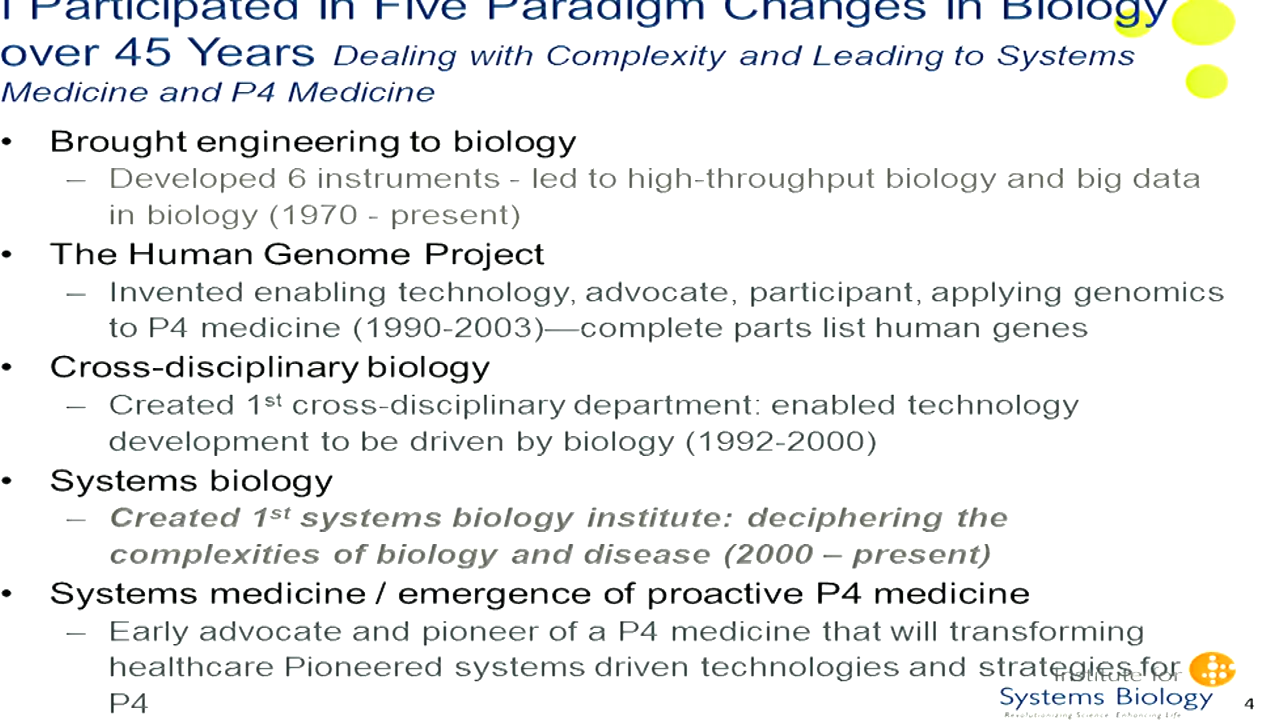 I Participated in Five Paradigm Changes in Biology
over 45 Years Dealing with Complexity and Leading to Systems
Medicine and P4 Medicine
• Brought engineering to biology
– Developed 6 instruments - led to high-throughput biology and big data
in biology (1970 - present)
• The Human Genome Project
– Invented enabling technology, advocate, participant, applying genomics
to P4 medicine (1990-2003)—complete parts list human genes
• Cross-disciplinary biology
– Created 1st cross-disciplinary department: enabled technology
development to be driven by biology (1992-2000)
• Systems biology
– Created 1st systems biology institute: deciphering the
complexities of biology and disease (2000 – present)
• Systems medicine / emergence of proactive P4 medicine
– Early advocate and pioneer of a P4 medicine that will transforming
healthcare Pioneered systems driven technologies and strategies for
P4
Institute for
Systems Biology
Revolutionizing Science. Enhancing Life.
4